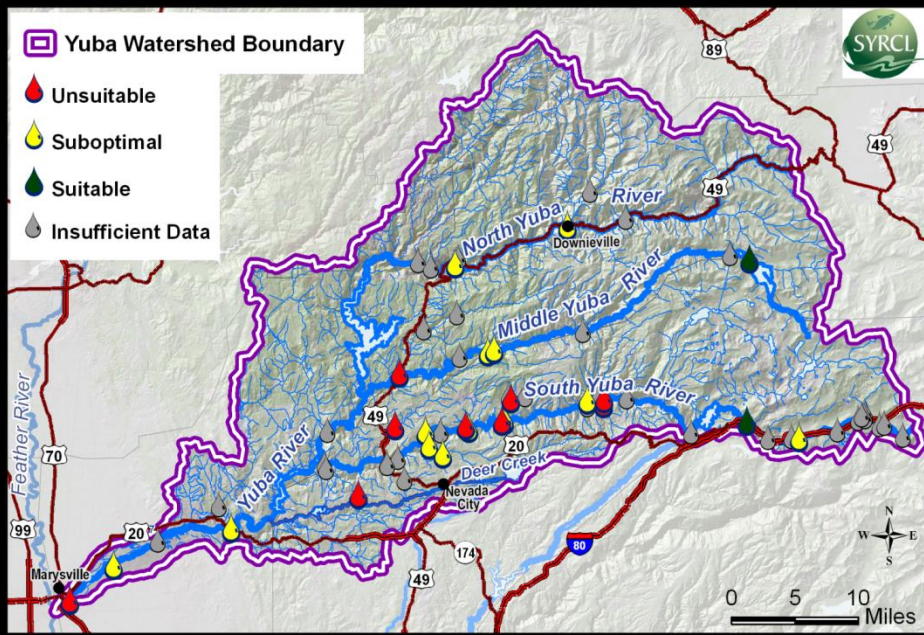 Yuba Watershed Boundary
Unsuitable
Suboptimal
Suitable
Insufficient Data
SYRCL
89
49
49
North Yuba River
Downieville
Middle Yuba River
South Yuba River
49
20
Deer Creek
Nevada
City
Yuba River
Feather River
70
99
20
Marysville
49
174
80
N
W E
S
0 5 10
Miles